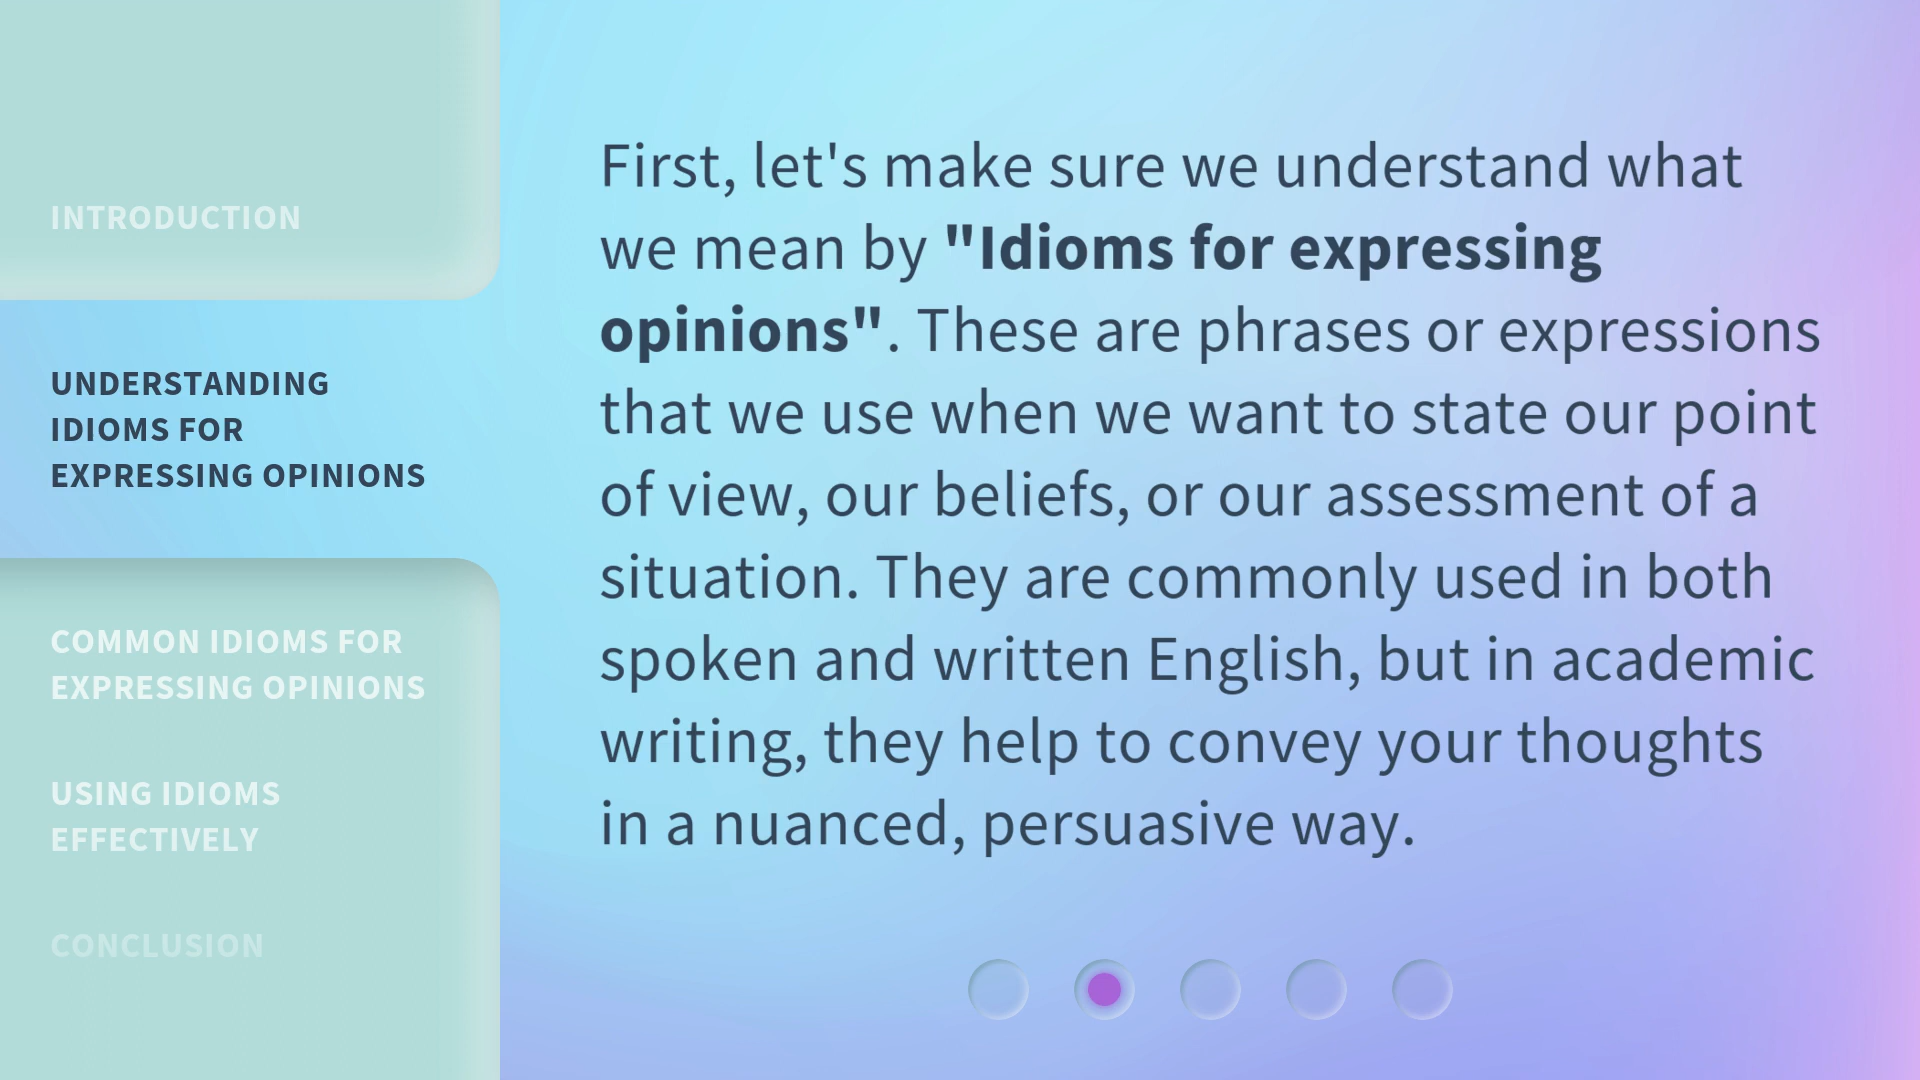 INTRODUCTION
UNDERSTANDING
IDIOMS FOR
EXPRESSING OPINIONS
COMMON IDIOMS FOR
EXPRESSING OPINIONS
USING IDIOMS
EFFECTIVELY
CONCLUSION
First, let's make sure we understand what
we mean by "Idioms for expressing
opinions". These are phrases or expressions
that we use when we want to state our point
of view, our beliefs, or our assessment of a
situation. They are commonly used in both
spoken and written English, but in academic
writing, they help to convey your thoughts
in a nuanced, persuasive way.